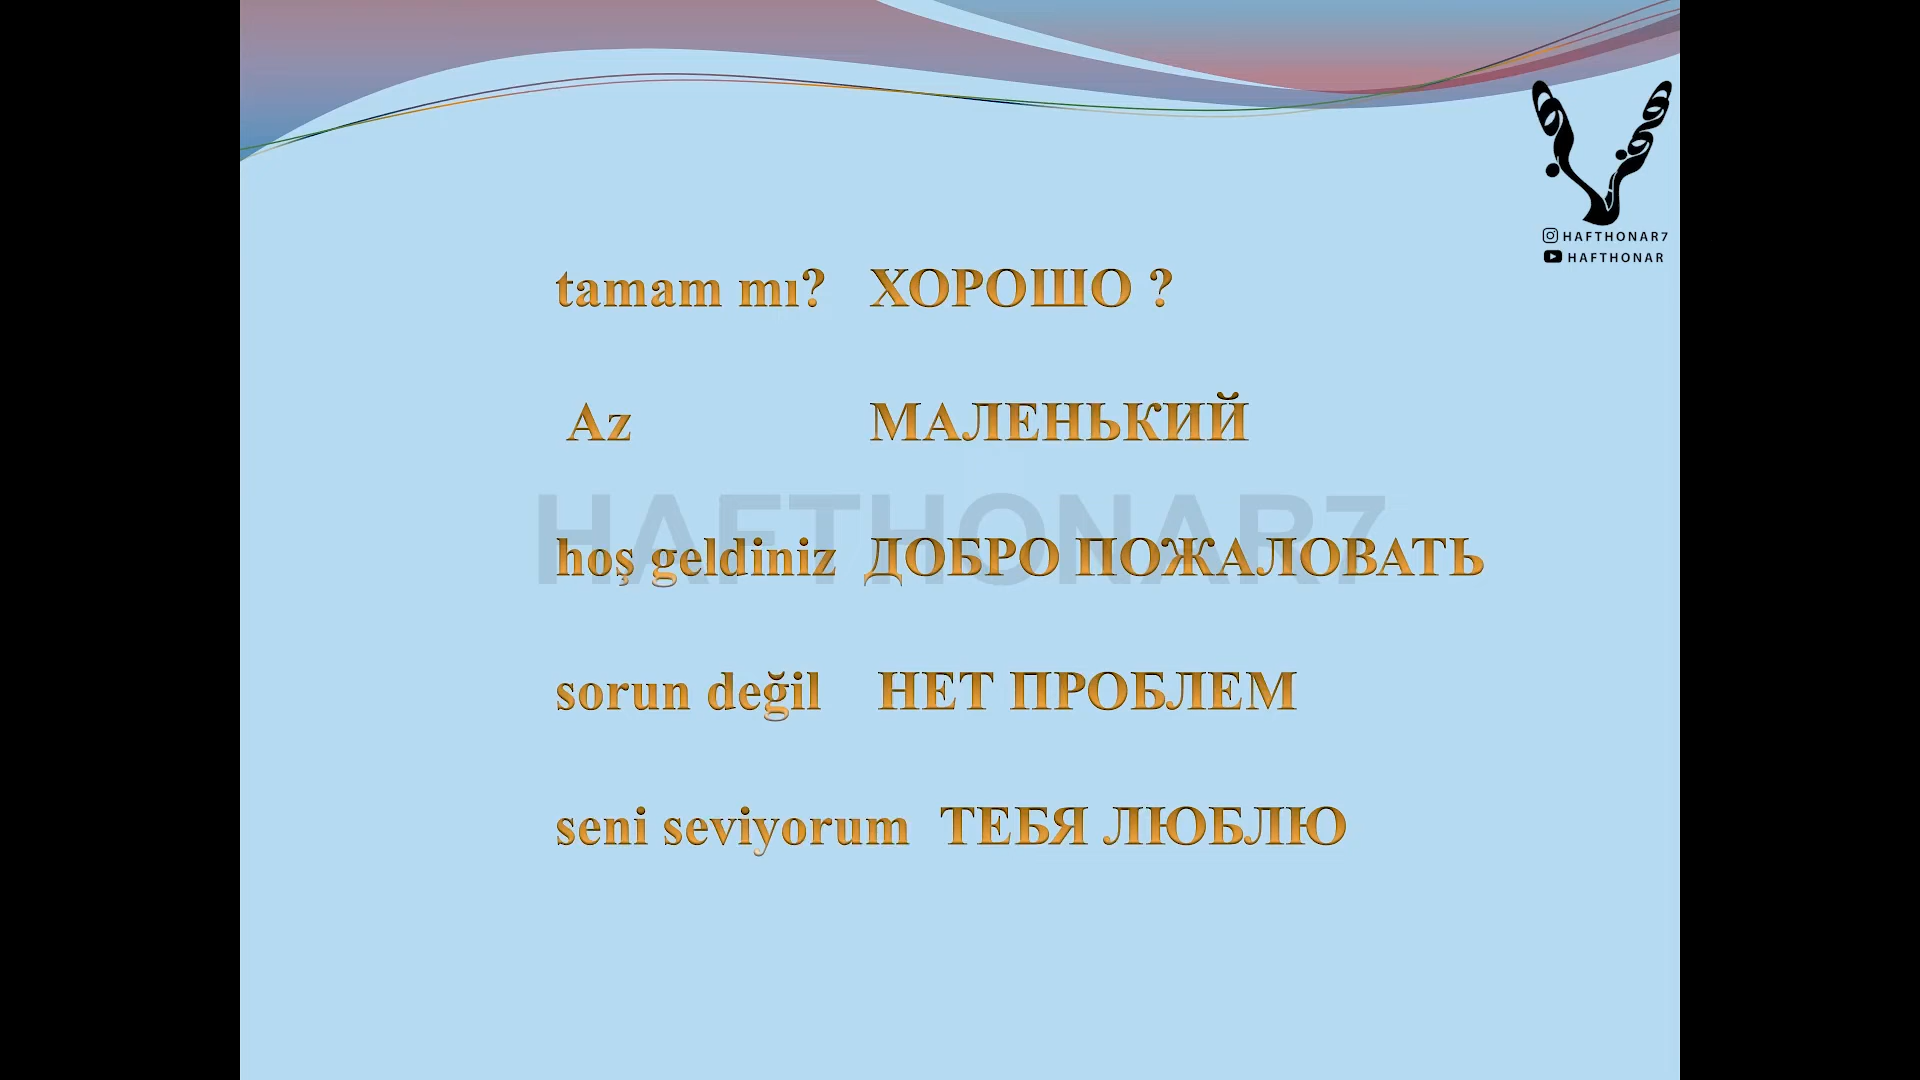 HAFTHONAR7
HAFTHONAR
tamam mı? ХОРОШО ?
Az МАЛЕНЬКИЙ
HAFTHONAR7
hoş geldiniz ДОБРО ПОЖАЛОВАТЬ
sorun değil НЕТ ПРОБЛЕМ
seni seviyorum ТЕБЯ ЛЮБЛЮ